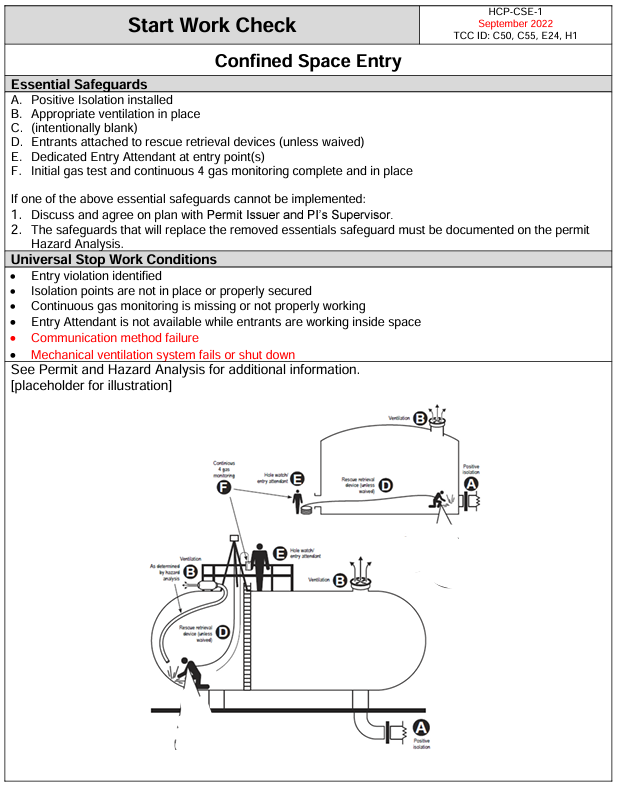 Start Work Check
HCP-CSE-1
September 2022
TCC ID: C50, C55, E24, H1
Confined Space Entry
Essential Safeguards
A. Positive Isolation installed
B. Appropriate ventilation in place
C. (intentionally blank)
D. Entrants attached to rescue retrieval devices (unless waived)
E. Dedicated Entry Attendant at entry point(s)
F. Initial gas test and continuous 4 gas monitoring complete and in place
If one of the above essential safeguards cannot be implemented:
1. Discuss and agree on plan with Permit Issuer and PI's Supervisor.
2. The safeguards that will replace the removed essentials safeguard must be documented on the permit
Hazard Analysis.
Universal Stop Work Conditions
• Entry violation identified
• Isolation points are not in place or properly secured
• Continuous gas monitoring is missing or not properly working
• Entry Attendant is not available while entrants are working inside space
• Communication method failure
• Mechanical ventilation system fails or shut down
See Permit and Hazard Analysis for additional information.
[placeholder for illustration]
Ventilation B
Continuous
4 gas
monitoring
F
Hole watch/
entry attendant
E
Rescue retrieval
device (unless
waived)
D
Positive
isolation
A
Ventilation
B
As determined
by hazard
analysis
E
Hole watch/
entry attendant
Ventilation B
Rescue retrieval
device (unless
waived)
D
A
Positive
isolation